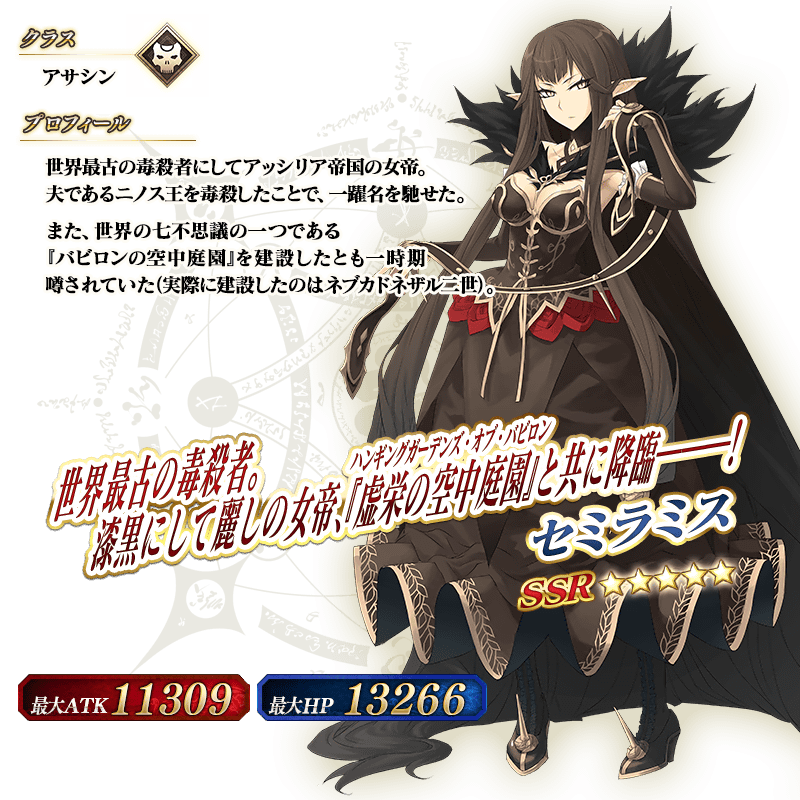 クラス
アサシン
プロフィール
世界最古の毒殺者にしてアッシリア帝国の女帝。
夫であるニノス王を毒殺したことで、一躍名を馳せた。
また、世界の七不思議の一つである
『バビロンの空中庭園』を建設したとも一時期
噂されていた(実際に建設したのはネブカドネザル二世)。
世界最古の毒殺者。
ハンギングガーデンズ・オブ・バビロン
漆黒にして麗しの女帝、『虚栄の空中庭園』と共に降臨――!
セミラミス
SSR ★★★★★
最大ATK 11309
最大HP 13266